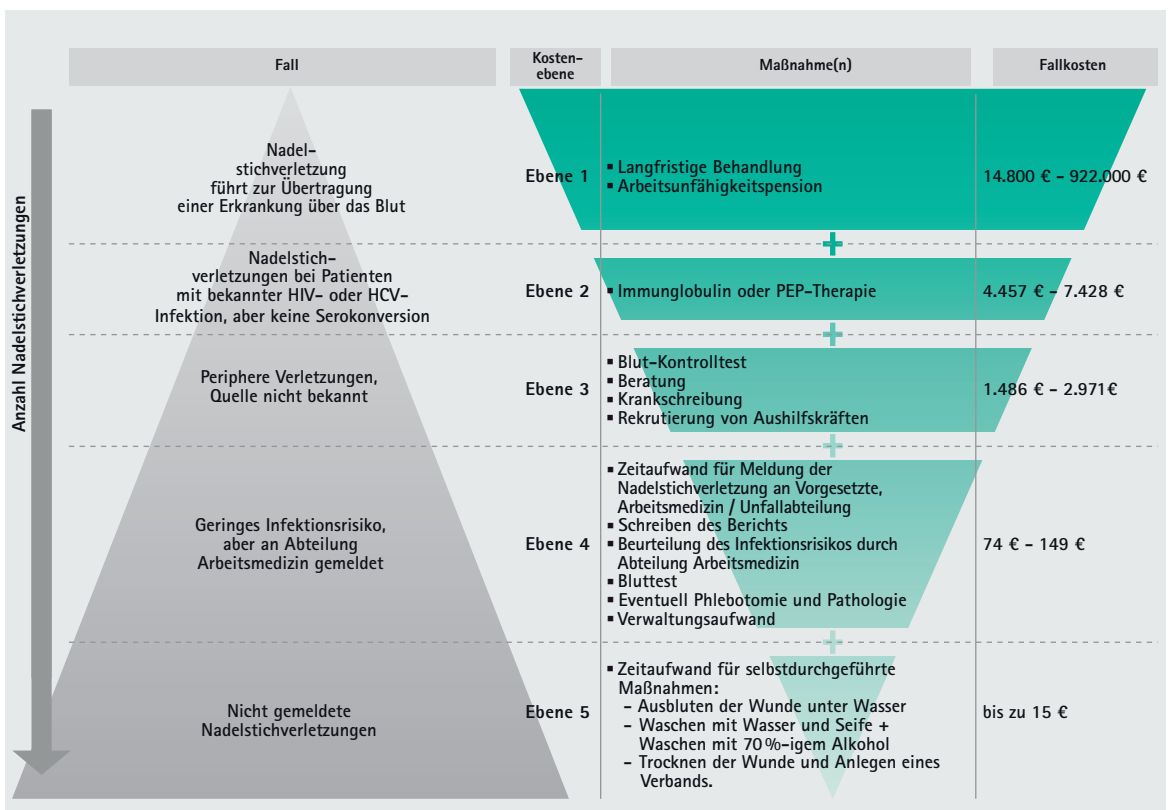 Fall
Kosten-
ebene
Maßnahme(n)
Fallkosten
Anzahl Nadelstichverletzungen
Nadel-
stichverletzung
führt zur Übertragung
einer Erkrankung über das Blut
Ebene 1
▪ Langfristige Behandlung
▪ Arbeitsunfähigkeitspension
14.800 € – 922.000 €
+
Nadelstich-
verletzungen bei Patienten
mit bekannter HIV- oder HCV-
Infektion, aber keine Serokonversion
Ebene 2
▪ Immunglobulin oder PEP-Therapie
4.457 € – 7.428 €
+
Periphere Verletzungen,
Quelle nicht bekannt
Ebene 3
▪ Blut-Kontrolltest
▪ Beratung
▪ Krankschreibung
▪ Rekrutierung von Aushilfskräften
1.486 € – 2.971 €
+
Geringes Infektionsrisiko,
aber an Abteilung
Arbeitsmedizin gemeldet
Ebene 4
▪ Zeitaufwand für Meldung der
Nadelstichverletzung an Vorgesetzte,
Arbeitsmedizin / Unfallabteilung
▪ Schreiben des Berichts
▪ Beurteilung des Infektionsrisikos durch
Abteilung Arbeitsmedizin
▪ Bluttest
▪ Eventuell Phlebotomie und Pathologie
▪ Verwaltungsaufwand
74 € – 149 €
+
Nicht gemeldete
Nadelstichverletzungen
Ebene 5
▪ Zeitaufwand für selbstdurchgeführte
Maßnahmen:
– Ausbluten der Wunde unter Wasser
– Waschen mit Wasser und Seife +
Waschen mit 70 %-igem Alkohol
– Trocknen der Wunde und Anlegen eines
Verbands.
bis zu 15 €